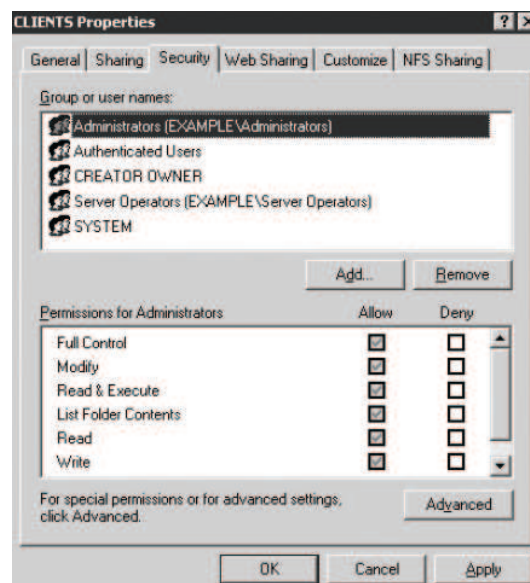 CLIENTS Properties
General Sharing Security Web Sharing Customize NFS Sharing
Group or user names:
Administrators (EXAMPLE\Administrators)
Authenticated Users
CREATOR OWNER
Server Operators (EXAMPLE\Server Operators)
SYSTEM
Add... Remove
Permissions for Administrators Allow Deny
Full Control
Modify
Read & Execute
List Folder Contents
Read
Write
For special permissions or for advanced settings,
click Advanced.
Advanced
OK Cancel Apply